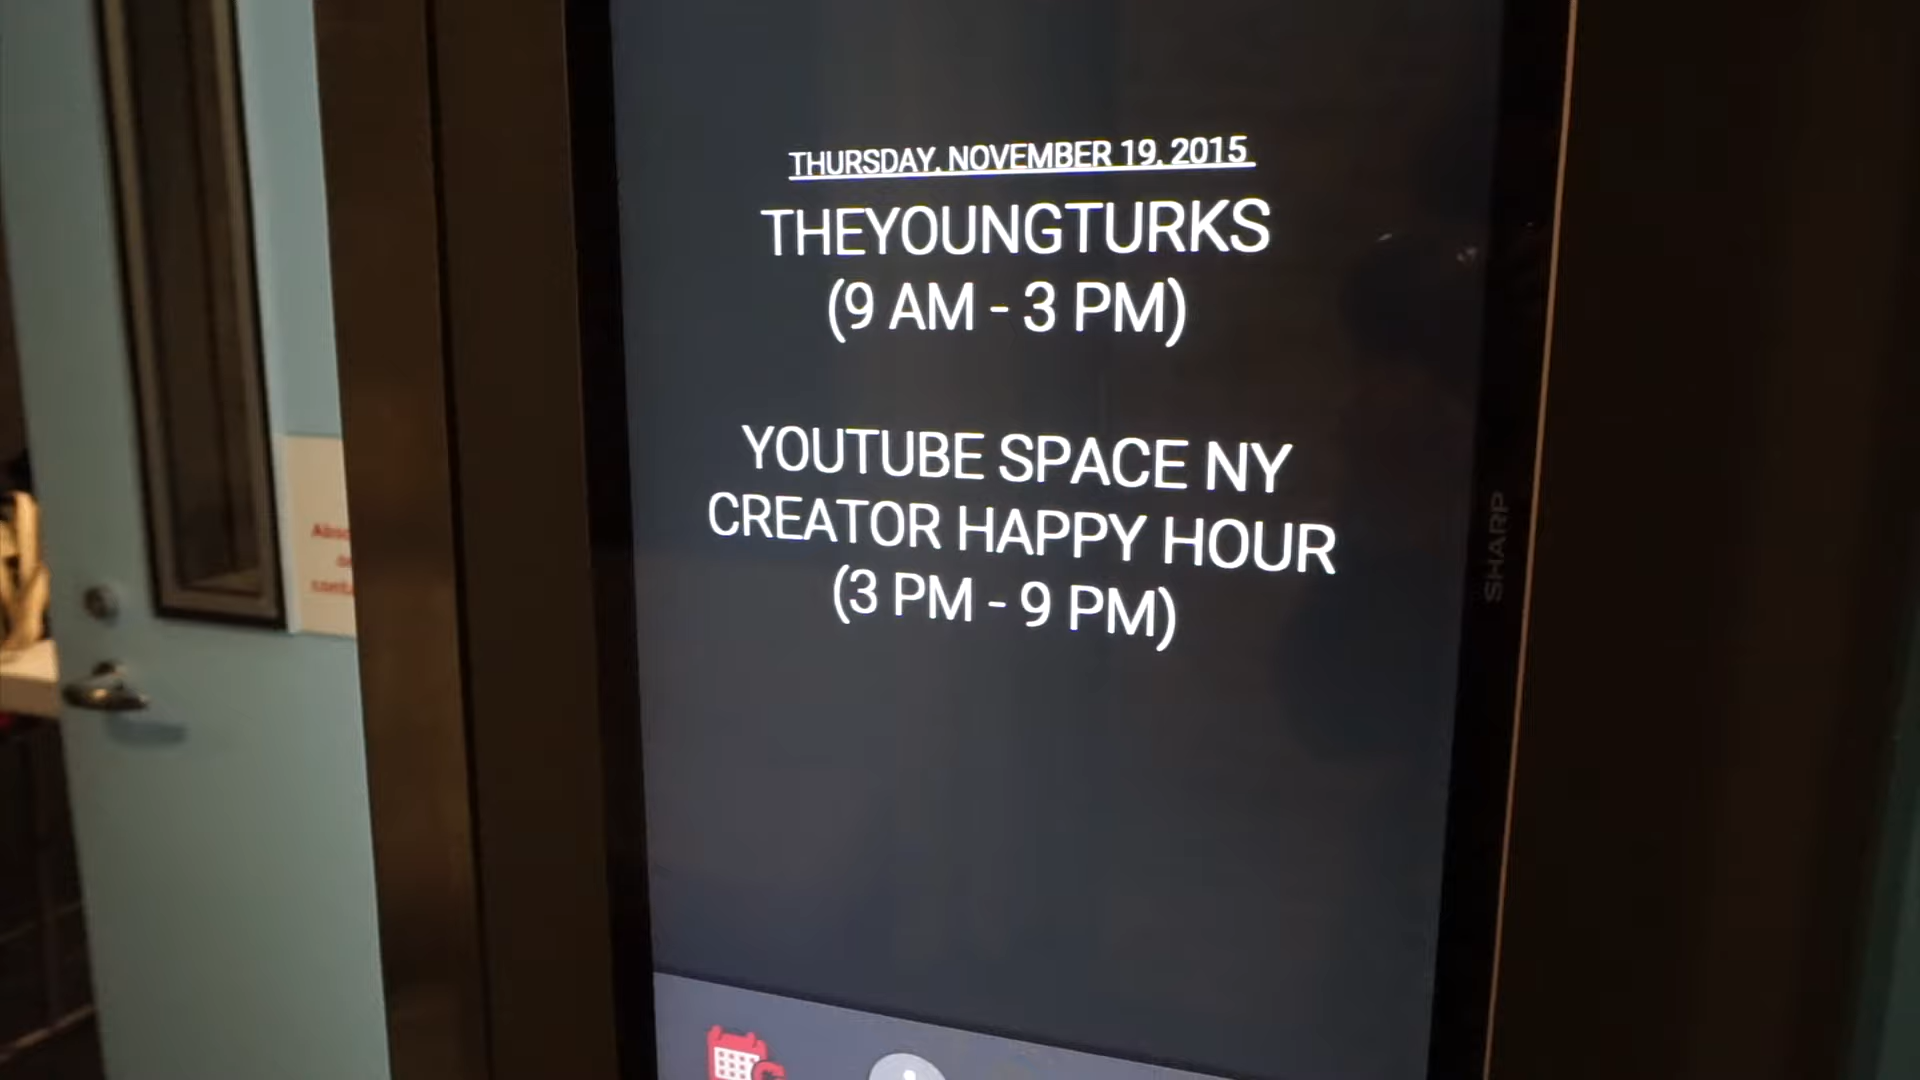 THURSDAY, NOVEMBER 19, 2015
THEYOUNGTURKS
(9 AM - 3 PM)
YOUTUBE SPACE NY
CREATOR HAPPY HOUR
(3 PM - 9 PM)
SHARP